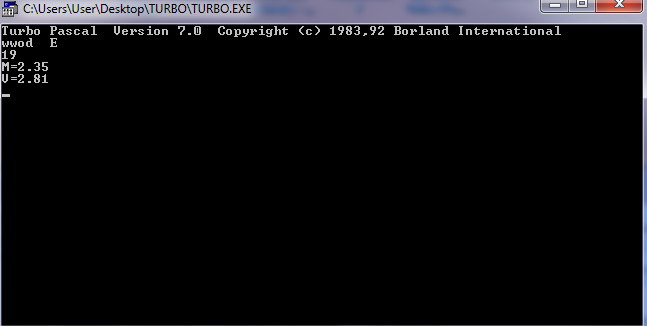 C:\Users\User\Desktop\TURBO\TURBO.EXE
Turbo Pascal  Version 7.0  Copyright (c) 1983,92 Borland International
wwod  E
19
M=2.35
V=2.81